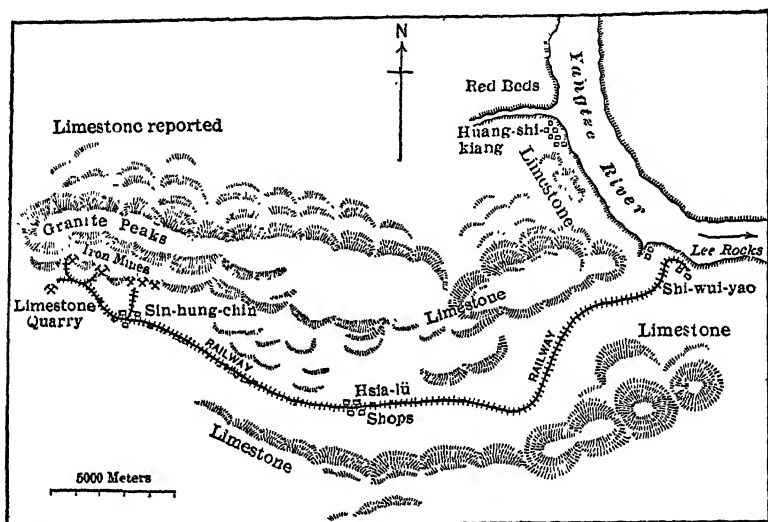 N
Red Beds
Yangtze River
Limestone reported
Huang-shi-
kiang
Limestone
Granite Peaks
Iron Mines
Lee Rocks
Limestone
Quarry
Sin-hung-chin
Limestone
Shi-wui-yao
RAILWAY
RAILWAY
Limestone
Hsia-lü
Shops
Limestone
5000 Meters